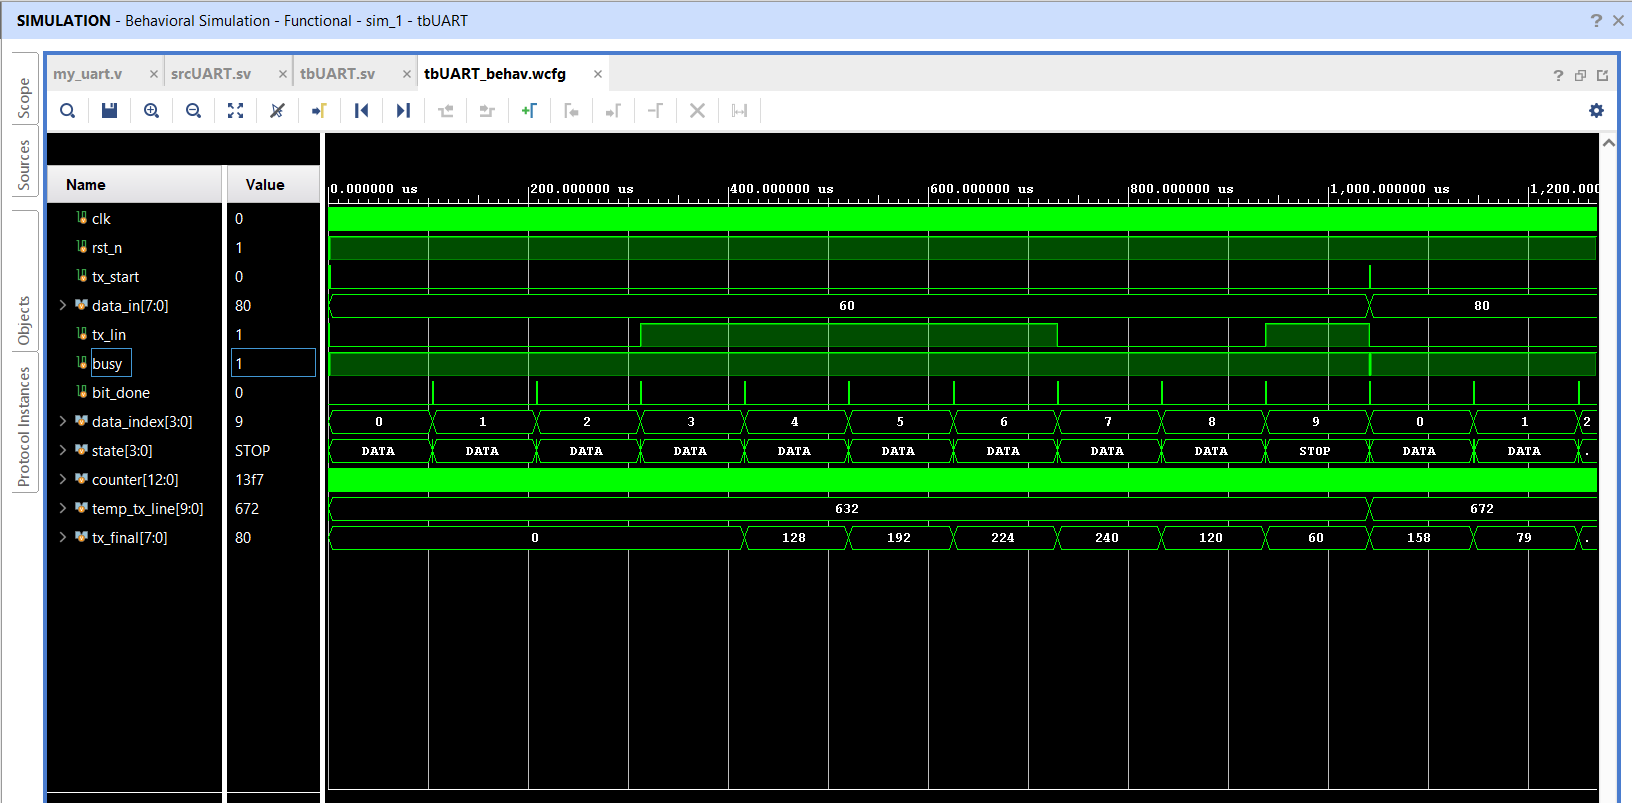 SIMULATION - Behavioral Simulation - Functional - sim_1 - tbUART ? ×
Scope
Sources
Objects
Protocol Instances
my_uart.v × srcUART.sv × tbUART.sv × tbUART_behav.wcfg × ?
Name Value
0.000000 us 200.000000 us 400.000000 us 600.000000 us 800.000000 us 1,000.000000 us 1,200.000
clk 0
rst_n 1
tx_start 0
data_in[7:0] 80 60 80
tx_lin 1
busy 1
bit_done 0
data_index[3:0] 9 0 1 2 3 4 5 6 7 8 9 0 1 2
state[3:0] STOP DATA DATA DATA DATA DATA DATA DATA DATA DATA STOP DATA DATA .
counter[12:0] 13f7
temp_tx_line[9:0] 672 632 672
tx_final[7:0] 80 0 128 192 224 240 120 60 158 79 .